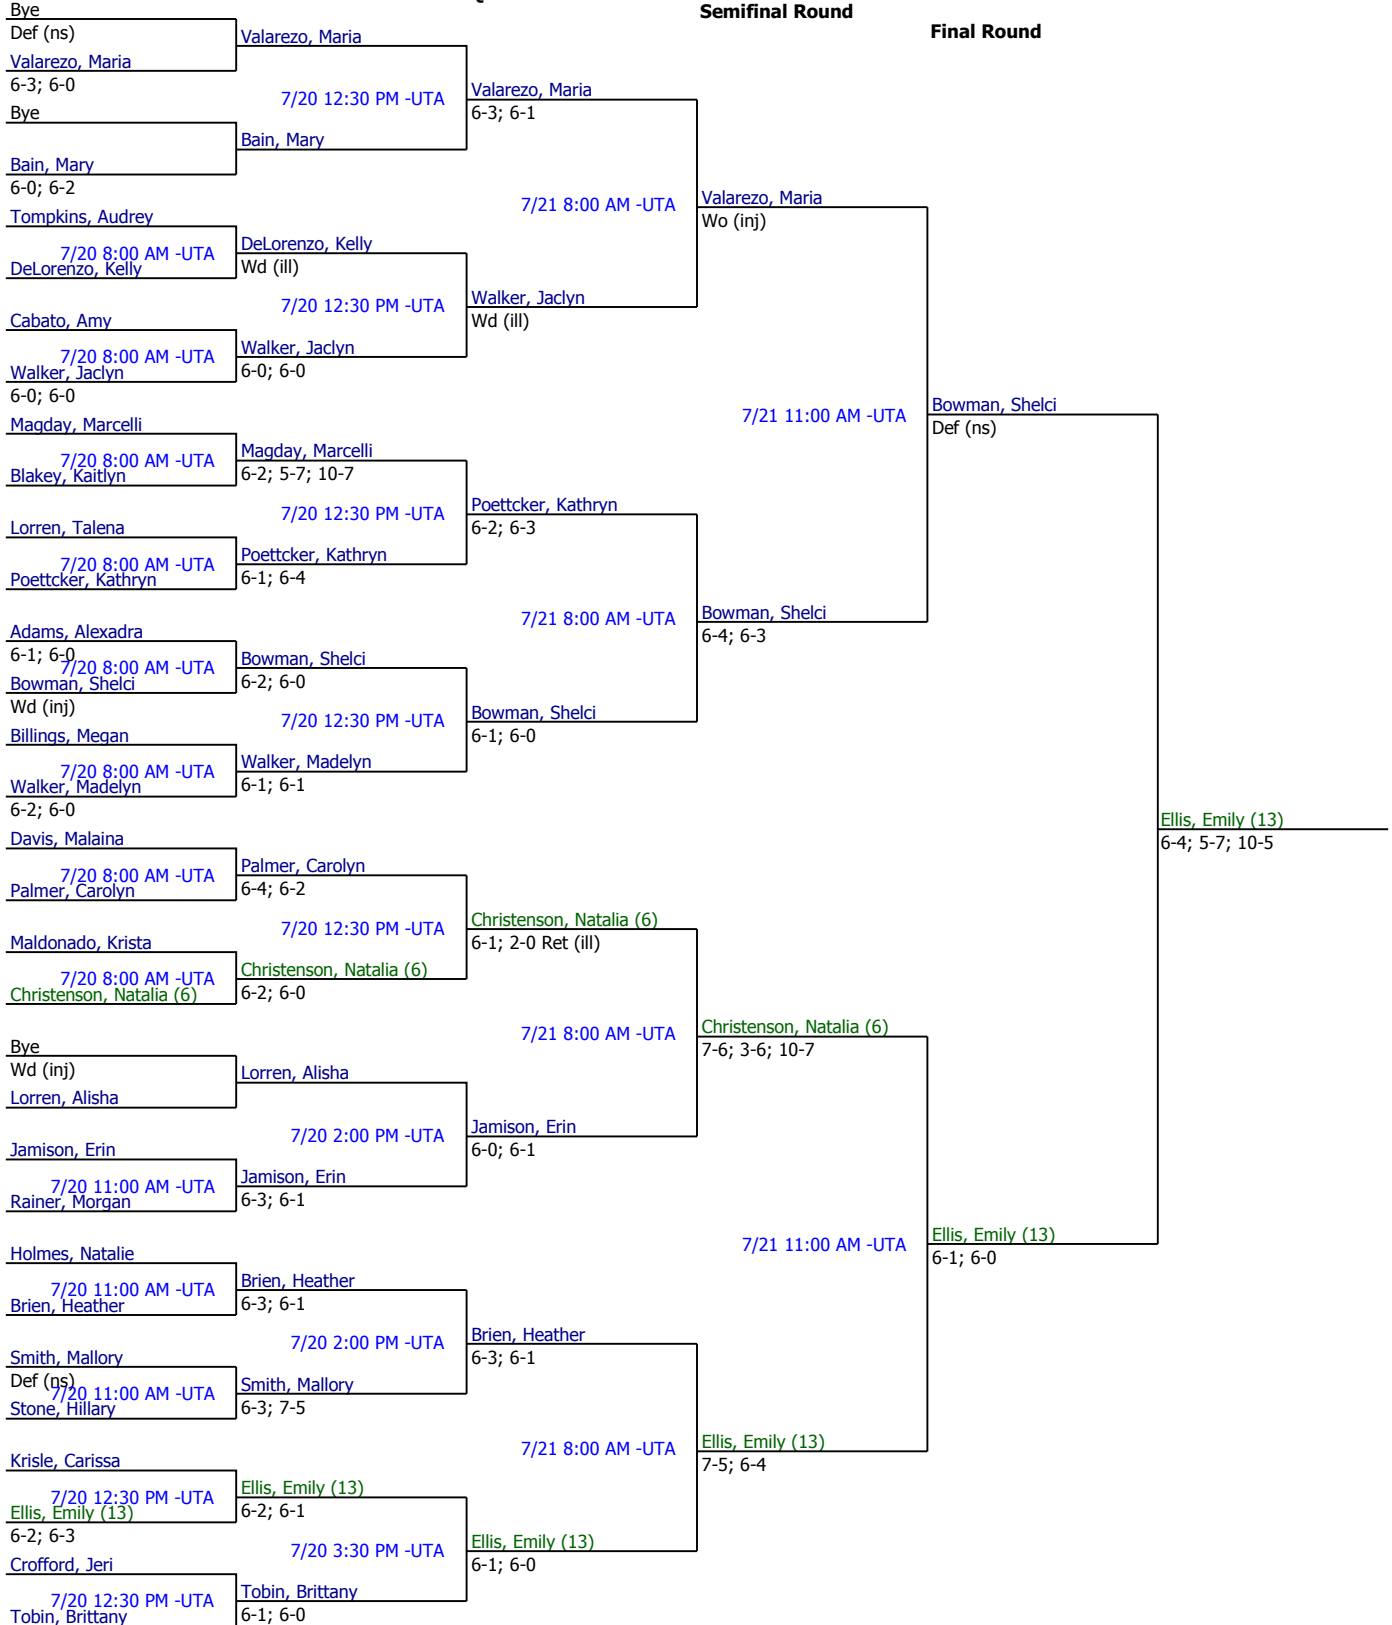 Semifinal Round
Final Round
Bye
Def (ns)
Valarezo, Maria
Valarezo, Maria
6-3; 6-0
7/20 12:30 PM -UTA
Valarezo, Maria
6-3; 6-1
Bye
Bain, Mary
Bain, Mary
6-0; 6-2
7/21 8:00 AM -UTA
Valarezo, Maria
Wo (inj)
Tompkins, Audrey
7/20 8:00 AM -UTA
DeLorenzo, Kelly
DeLorenzo, Kelly
Wd (ill)
7/20 12:30 PM -UTA
Walker, Jaclyn
Wd (ill)
Cabato, Amy
7/20 8:00 AM -UTA
Walker, Jaclyn
Walker, Jaclyn
6-0; 6-0
6-0; 6-0
7/21 11:00 AM -UTA
Bowman, Shelci
Def (ns)
Magday, Marcelli
7/20 8:00 AM -UTA
Blakey, Kaitlyn
Magday, Marcelli
6-2; 5-7; 10-7
7/20 12:30 PM -UTA
Poettcker, Kathryn
6-2; 6-3
Lorren, Talena
7/20 8:00 AM -UTA
Poettcker, Kathryn
Poettcker, Kathryn
6-1; 6-4
7/21 8:00 AM -UTA
Bowman, Shelci
6-4; 6-3
Adams, Alexadra
6-1; 6-0
7/20 8:00 AM -UTA
Bowman, Shelci
Wd (inj)
Bowman, Shelci
6-2; 6-0
7/20 12:30 PM -UTA
Bowman, Shelci
6-1; 6-0
Billings, Megan
7/20 8:00 AM -UTA
Walker, Madelyn
6-2; 6-0
Walker, Madelyn
6-1; 6-1
Ellis, Emily (13)
6-4; 5-7; 10-5
Davis, Malaina
7/20 8:00 AM -UTA
Palmer, Carolyn
Palmer, Carolyn
6-4; 6-2
7/20 12:30 PM -UTA
Christenson, Natalia (6)
6-1; 2-0 Ret (ill)
Maldonado, Krista
7/20 8:00 AM -UTA
Christenson, Natalia (6)
Christenson, Natalia (6)
6-2; 6-0
7/21 8:00 AM -UTA
Christenson, Natalia (6)
7-6; 3-6; 10-7
Bye
Wd (inj)
Lorren, Alisha
Lorren, Alisha
7/20 2:00 PM -UTA
Jamison, Erin
6-0; 6-1
Jamison, Erin
7/20 11:00 AM -UTA
Rainer, Morgan
Jamison, Erin
6-3; 6-1
7/21 11:00 AM -UTA
Ellis, Emily (13)
6-1; 6-0
Holmes, Natalie
7/20 11:00 AM -UTA
Brien, Heather
Brien, Heather
6-3; 6-1
7/20 2:00 PM -UTA
Brien, Heather
6-3; 6-1
Smith, Mallory
Def (ns)
7/20 11:00 AM -UTA
Stone, Hillary
Smith, Mallory
6-3; 7-5
7/21 8:00 AM -UTA
Ellis, Emily (13)
7-5; 6-4
Krisle, Carissa
7/20 12:30 PM -UTA
Ellis, Emily (13)
6-2; 6-3
Ellis, Emily (13)
6-2; 6-1
7/20 3:30 PM -UTA
Ellis, Emily (13)
6-1; 6-0
Crofford, Jeri
7/20 12:30 PM -UTA
Tobin, Brittany
Tobin, Brittany
6-1; 6-0